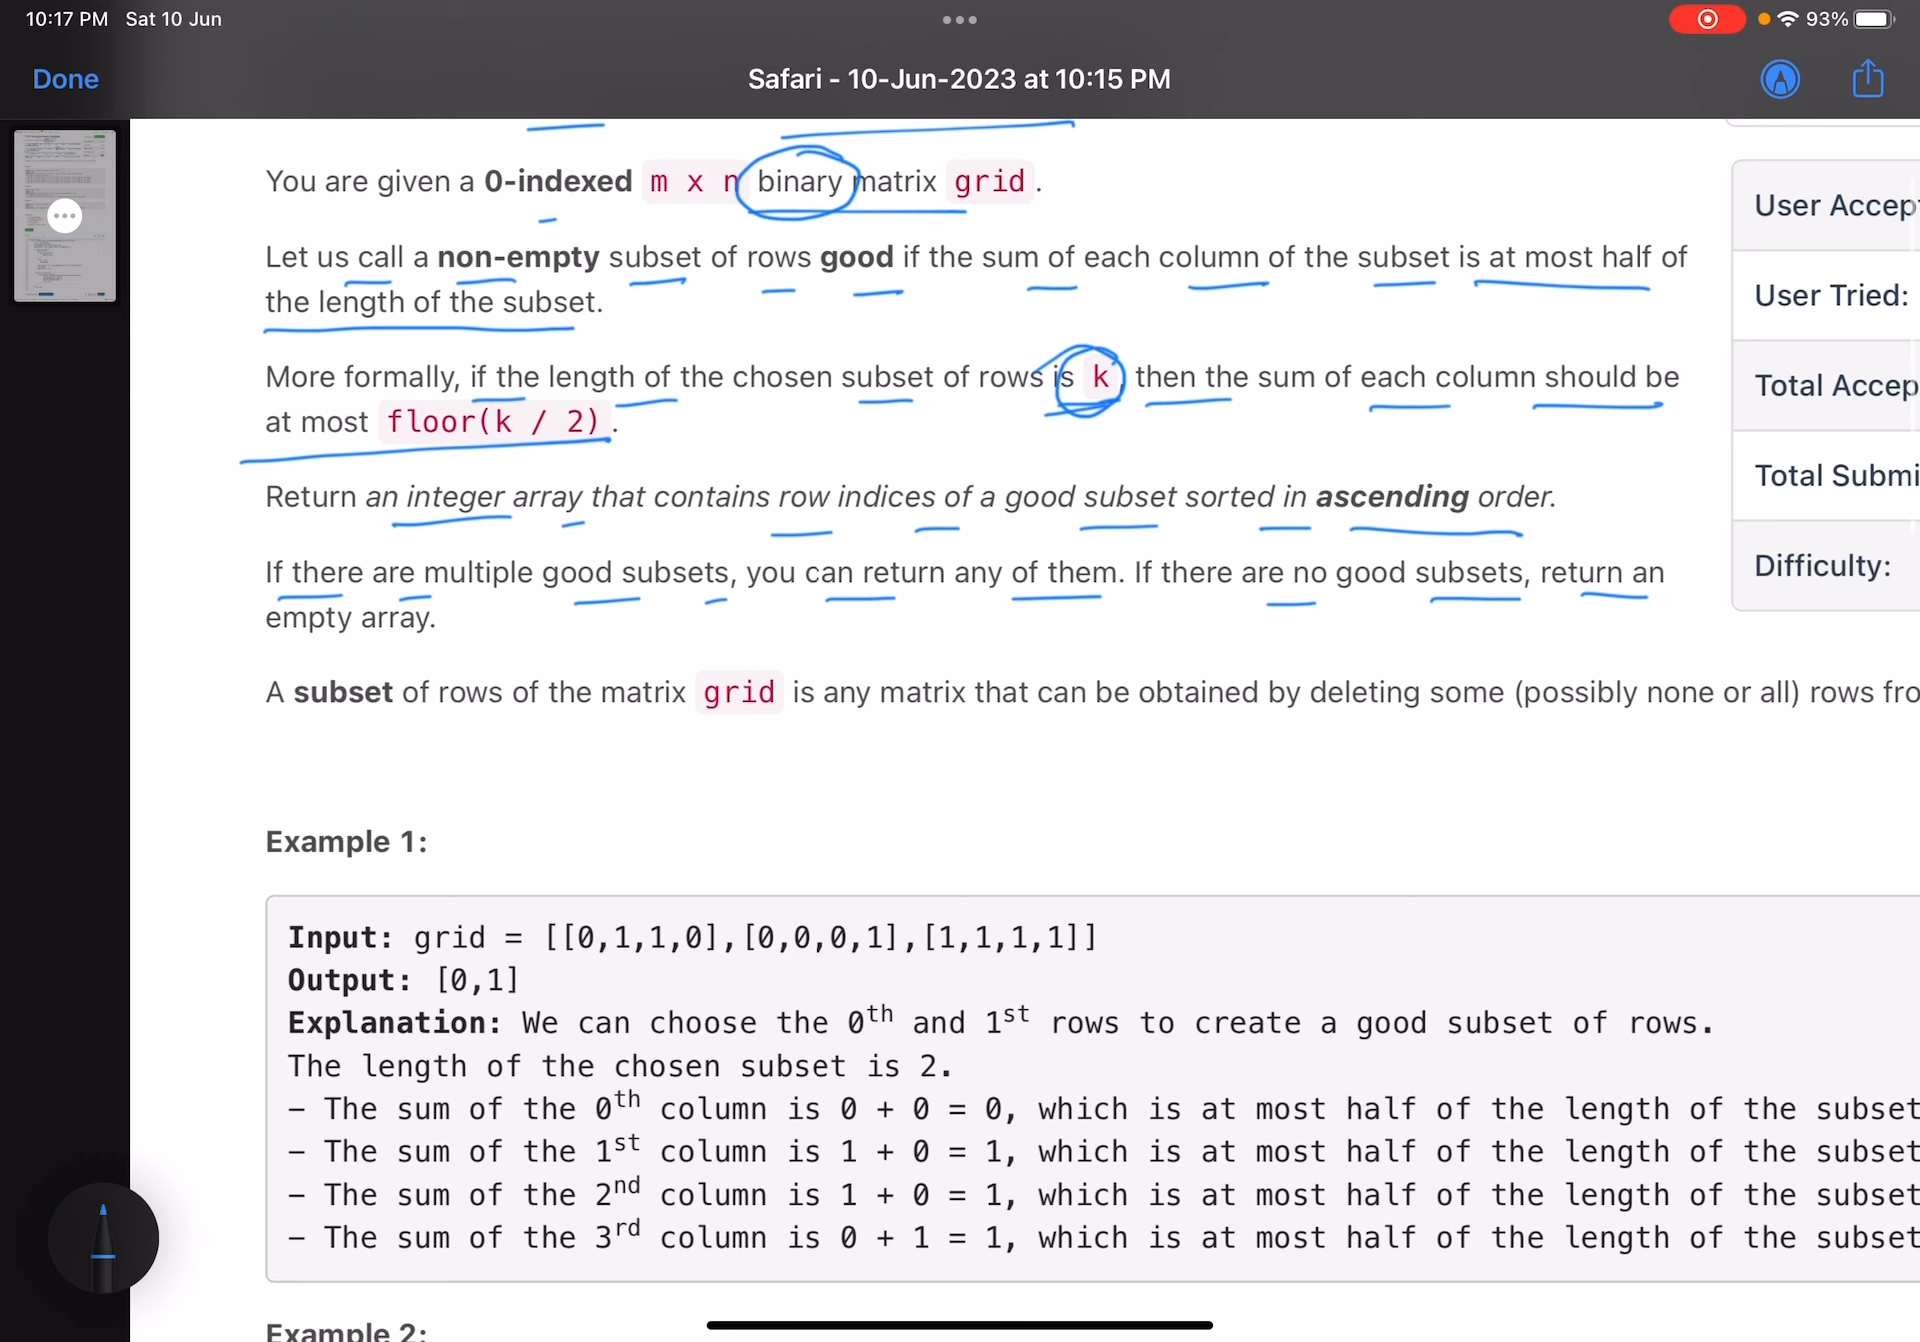 10:17 PM Sat 10 Jun
93%
Done
Safari - 10-Jun-2023 at 10:15 PM
You are given a 0-indexed m x n binary matrix grid.
Let us call a non-empty subset of rows good if the sum of each column of the subset is at most half of
the length of the subset.
More formally, if the length of the chosen subset of rows is k, then the sum of each column should be
at most floor(k / 2).
Return an integer array that contains row indices of a good subset sorted in ascending order.
If there are multiple good subsets, you can return any of them. If there are no good subsets, return an
empty array.
A subset of rows of the matrix grid is any matrix that can be obtained by deleting some (possibly none or all) rows fro
User Accep
User Tried:
Total Accep
Total Submi
Difficulty:
Example 1:
Input: grid = [[0,1,1,0],[0,0,0,1],[1,1,1,1]]
Output: [0,1]
Explanation: We can choose the 0th and 1st rows to create a good subset of rows.
The length of the chosen subset is 2.
- The sum of the 0th column is 0 + 0 = 0, which is at most half of the length of the subset
- The sum of the 1st column is 1 + 0 = 1, which is at most half of the length of the subset
- The sum of the 2nd column is 1 + 0 = 1, which is at most half of the length of the subset
- The sum of the 3rd column is 0 + 1 = 1, which is at most half of the length of the subset
Example 2: